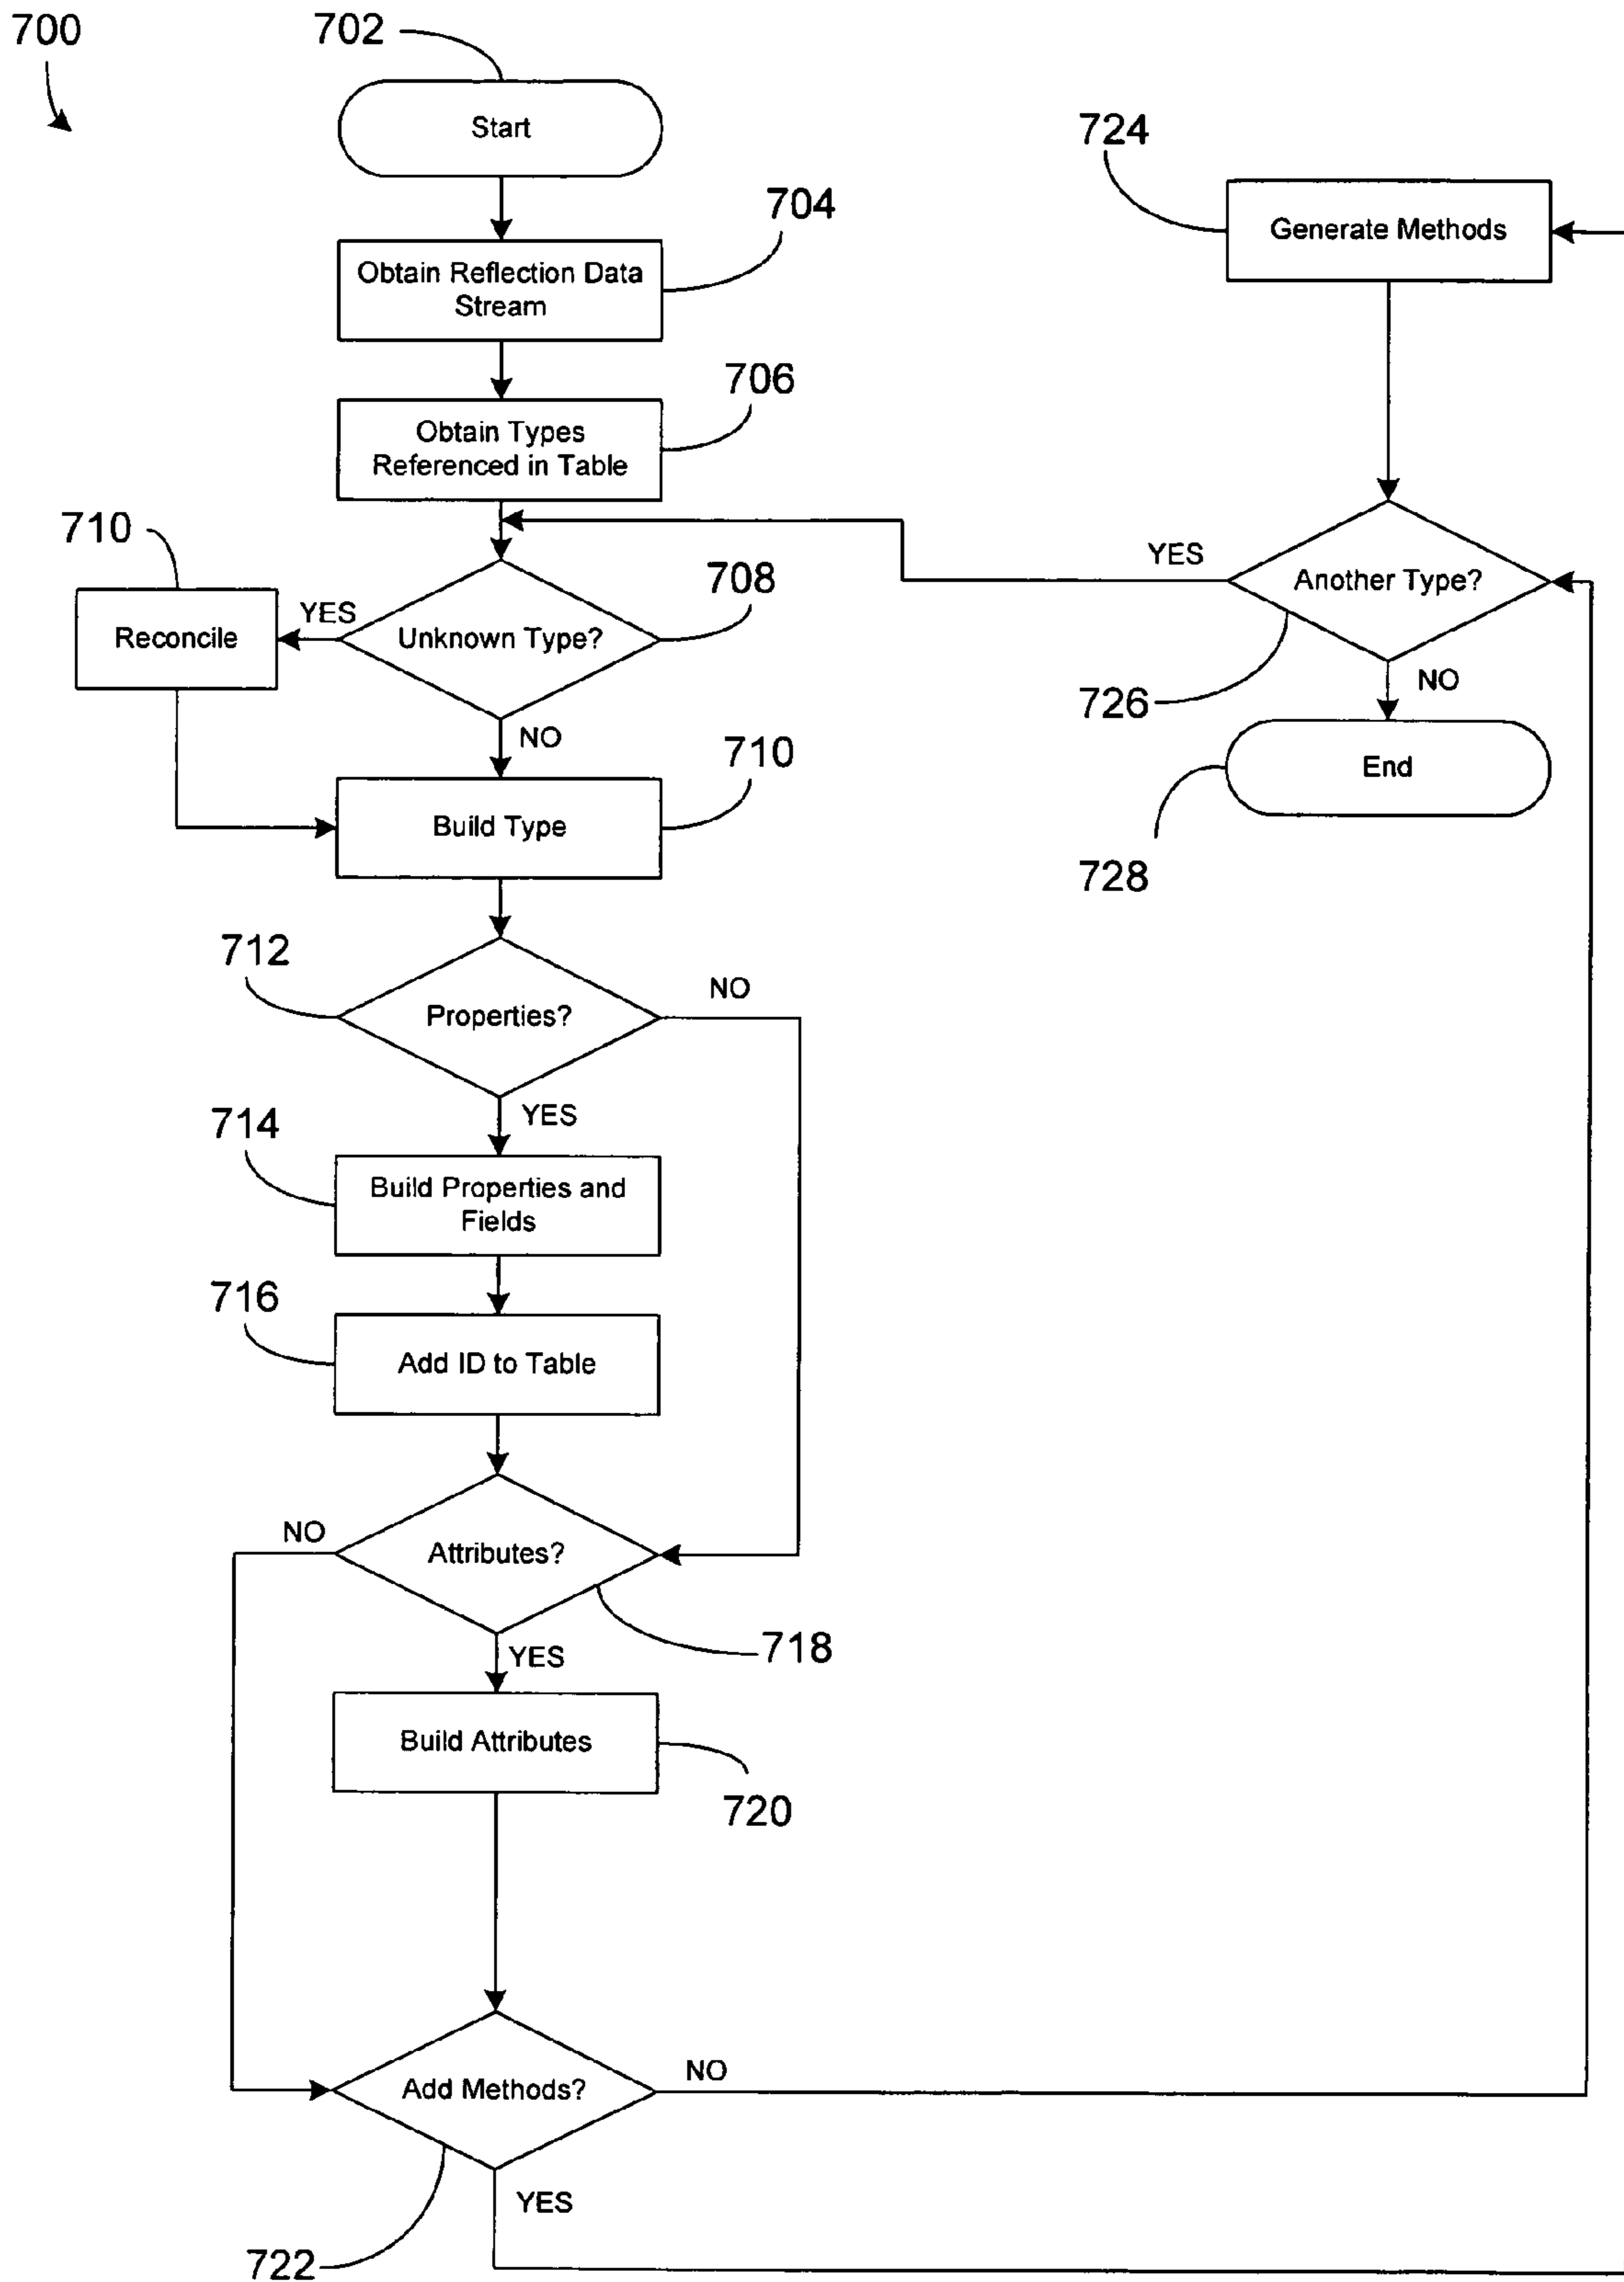 700
702
Start
704
Obtain Reflection Data
Stream
706
Obtain Types
Referenced in Table
710
Reconcile
YES
Unknown Type?
708
NO
710
Build Type
712
Properties?
NO
YES
714
Build Properties and
Fields
716
Add ID to Table
NO
Attributes?
718
YES
Build Attributes
720
Add Methods?
NO
YES
722
724
Generate Methods
YES
Another Type?
726
NO
End
728